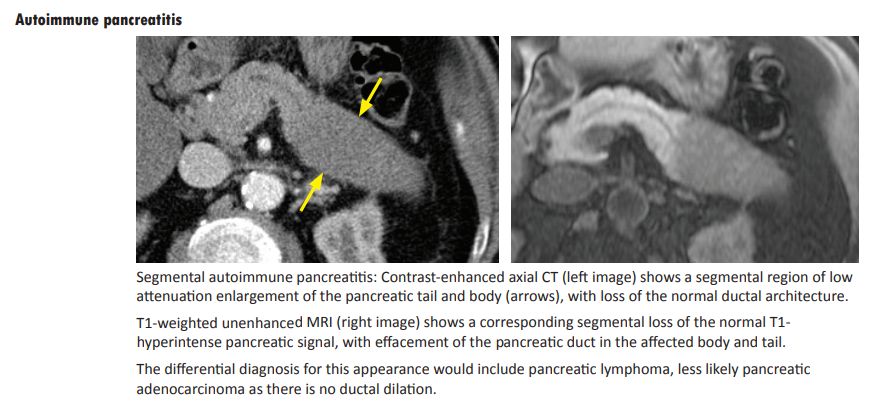 Autoimmune pancreatitis
Segmental autoimmune pancreatitis: Contrast-enhanced axial CT (left image) shows a segmental region of low
attenuation enlargement of the pancreatic tail and body (arrows), with loss of the normal ductal architecture.
T1-weighted unenhanced MRI (right image) shows a corresponding segmental loss of the normal T1-
hyperintense pancreatic signal, with effacement of the pancreatic duct in the affected body and tail.
The differential diagnosis for this appearance would include pancreatic lymphoma, less likely pancreatic
adenocarcinoma as there is no ductal dilation.